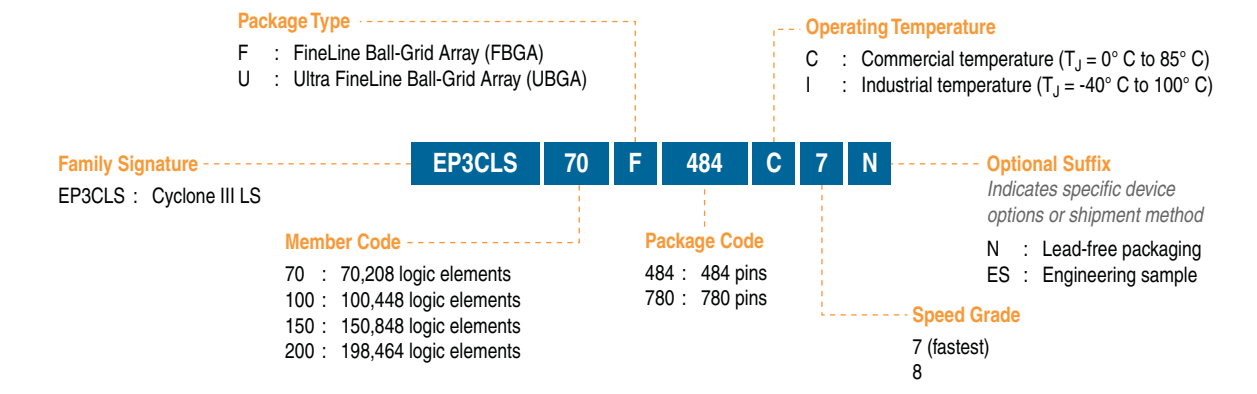 Package Type
F : FineLine Ball-Grid Array (FBGA)
U : Ultra FineLine Ball-Grid Array (UBGA)
Operating Temperature
C : Commercial temperature (TJ = 0° C to 85° C)
I : Industrial temperature (TJ = -40° C to 100° C)
EP3CLS 70 F 484 C 7 N
Family Signature
EP3CLS : Cyclone III LS
Optional Suffix
Indicates specific device
options or shipment method
N : Lead-free packaging
ES : Engineering sample
Member Code
70 : 70,208 logic elements
100 : 100,448 logic elements
150 : 150,848 logic elements
200 : 198,464 logic elements
Package Code
484 : 484 pins
780 : 780 pins
Speed Grade
7 (fastest)
8